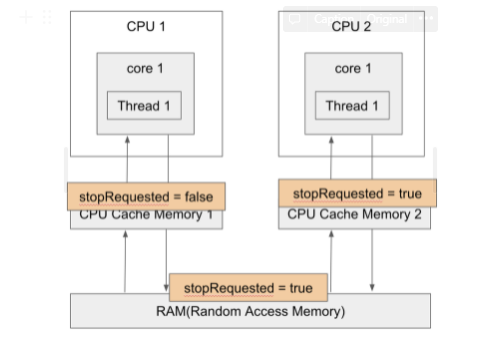 CPU 1
CPU 2
core 1
core 1
Thread 1
Thread 1
stopRequested = false
stopRequested = true
CPU Cache Memory 1
CPU Cache Memory 2
stopRequested = true
RAM(Random Access Memory)